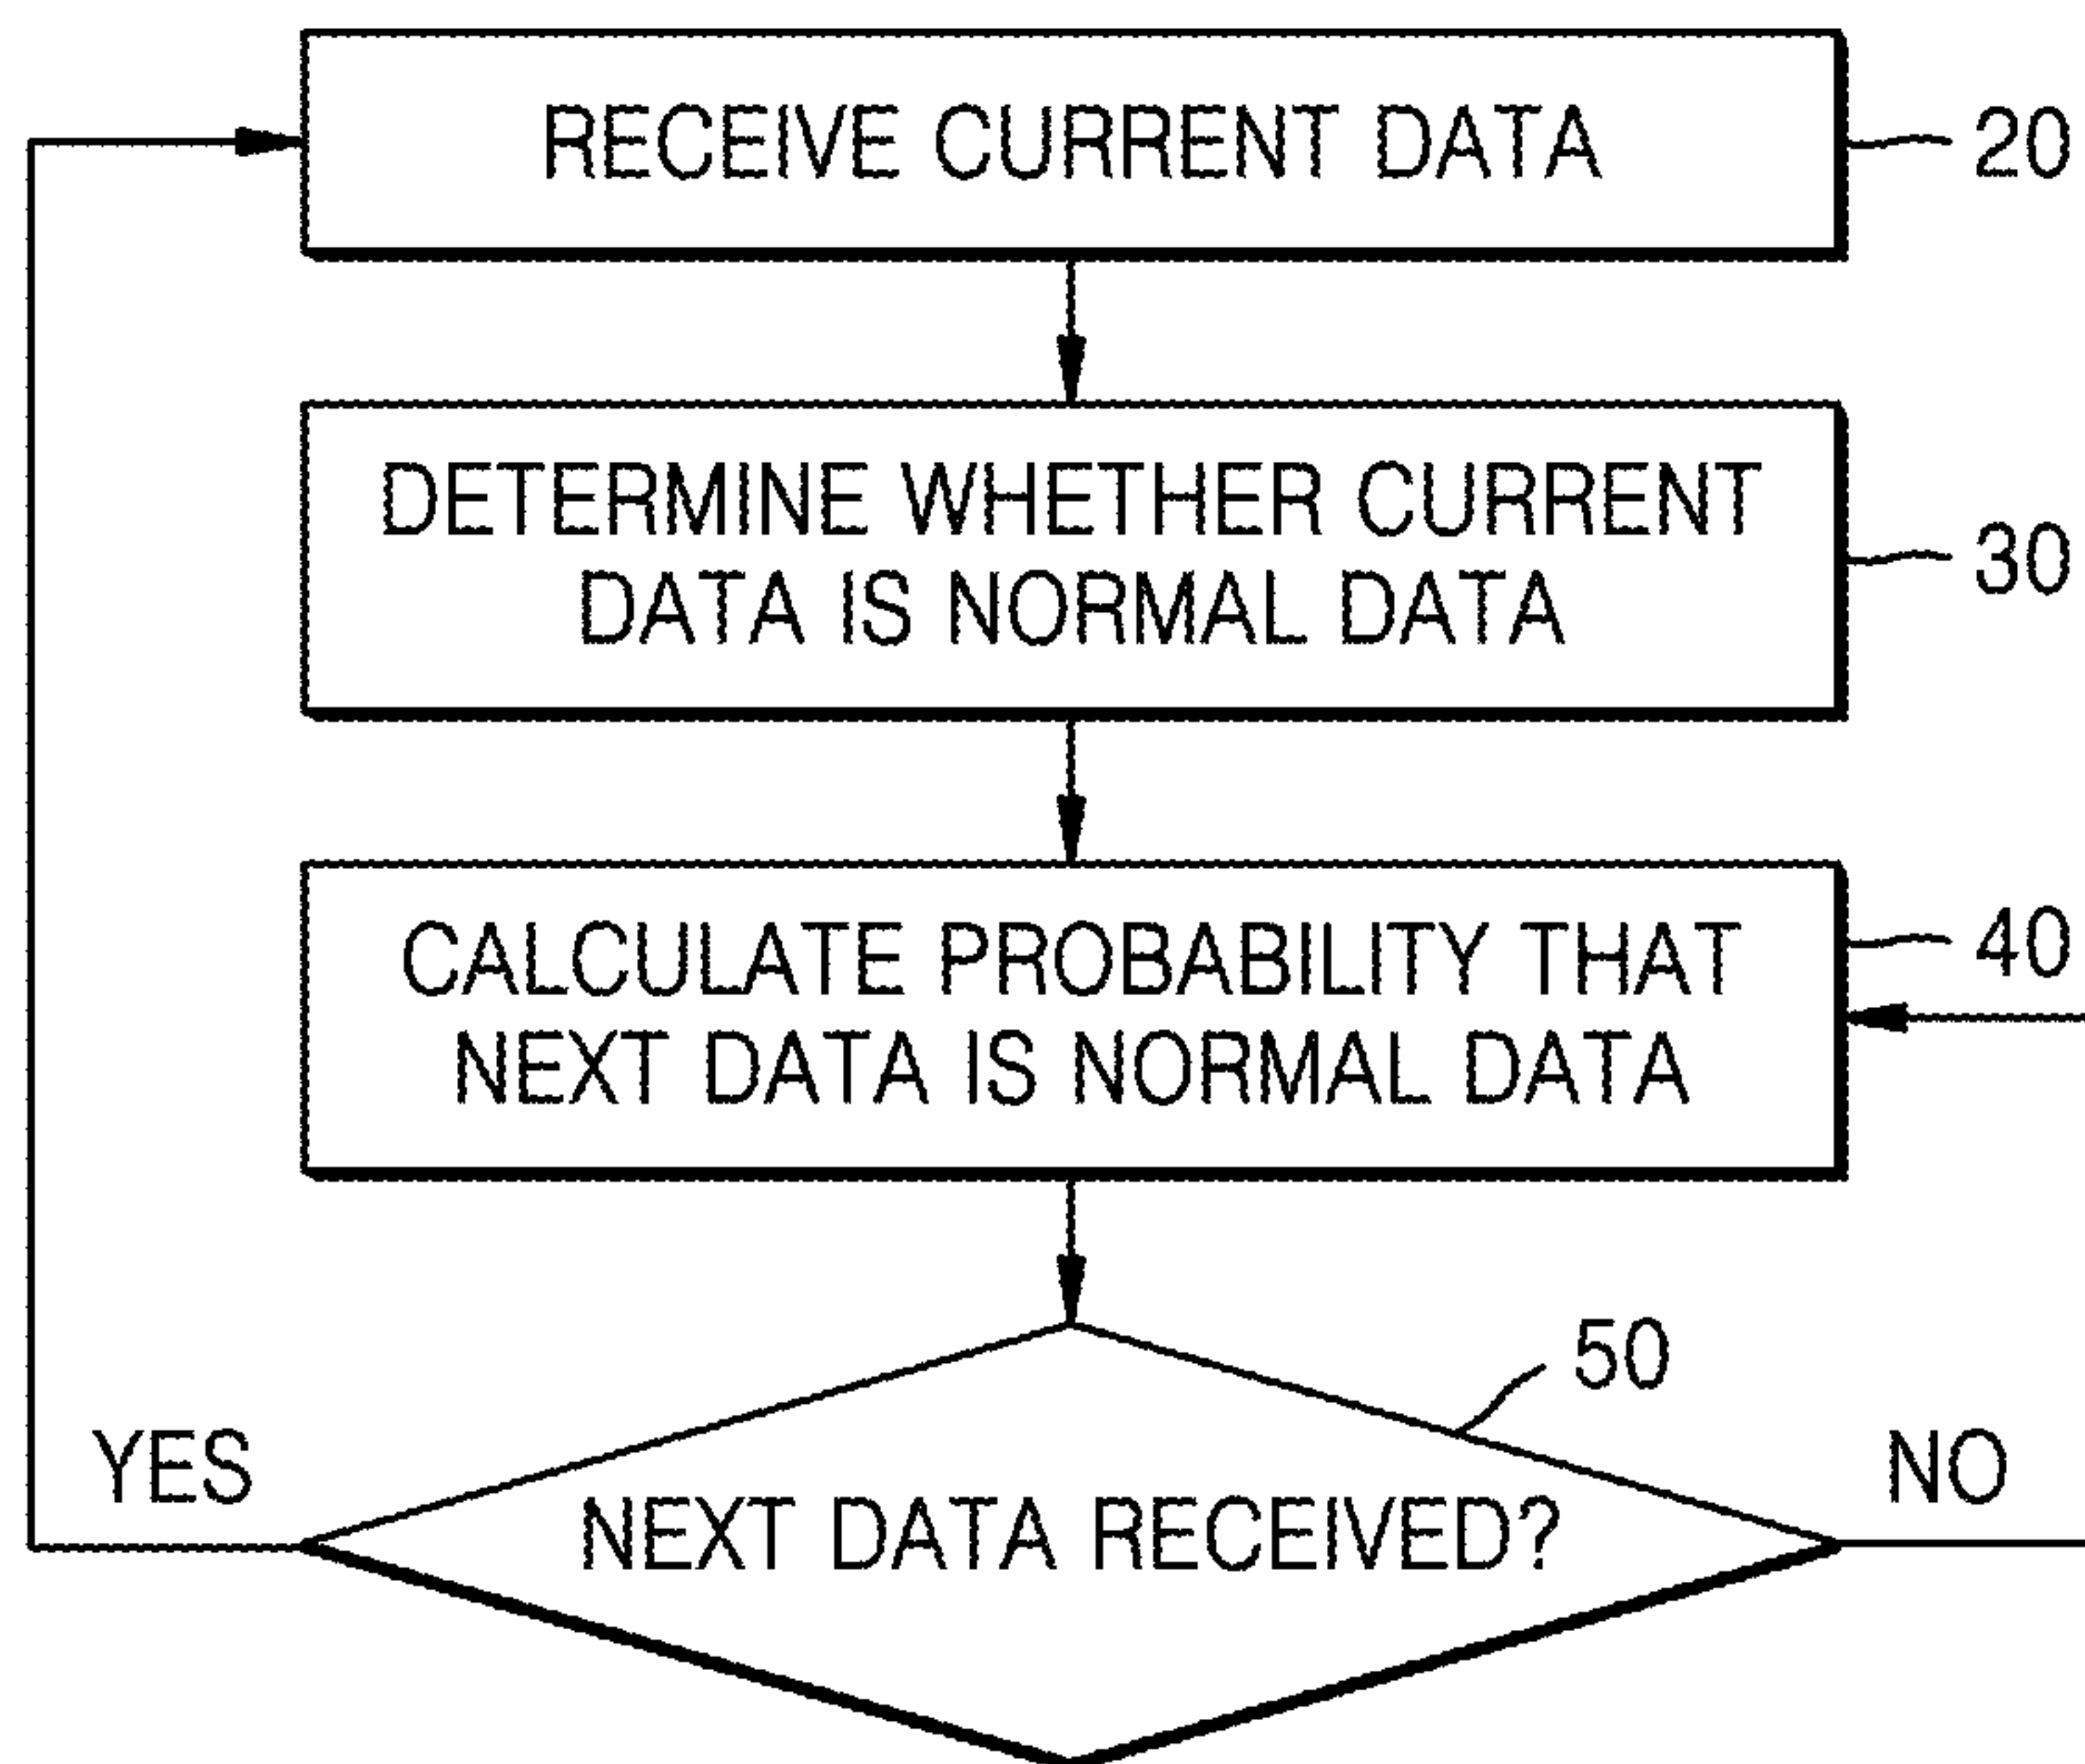 RECEIVE CURRENT DATA
20
DETERMINE WHETHER CURRENT
DATA IS NORMAL DATA
30
CALCULATE PROBABILITY THAT
NEXT DATA IS NORMAL DATA
40
50
YES
NEXT DATA RECEIVED?
NO